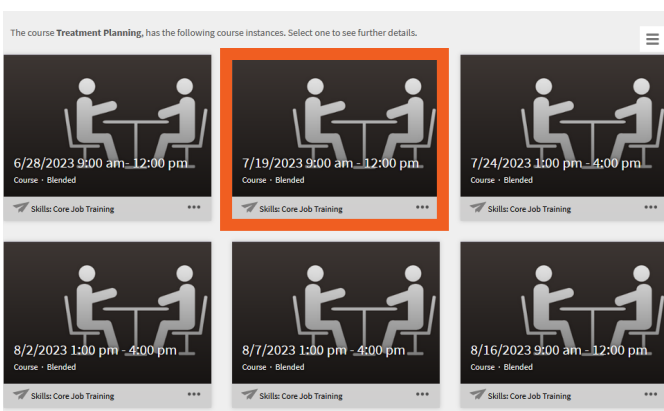 The course Treatment Planning, has the following course instances. Select one to see further details.
6/28/2023 9:00 am- 12:00 pm
Course · Blended
Skills: Core Job Training
7/19/2023 9:00 am - 12:00 pm
Course · Blended
Skills: Core Job Training
7/24/2023 1:00 pm - 4:00 pm
Course · Blended
Skills: Core Job Training
8/2/2023 1:00 pm - 4:00 pm
Course · Blended
Skills: Core Job Training
8/7/2023 1:00 pm - 4:00 pm
Course · Blended
Skills: Core Job Training
8/16/2023 9:00 am - 12:00 pm
Course · Blended
Skills: Core Job Training